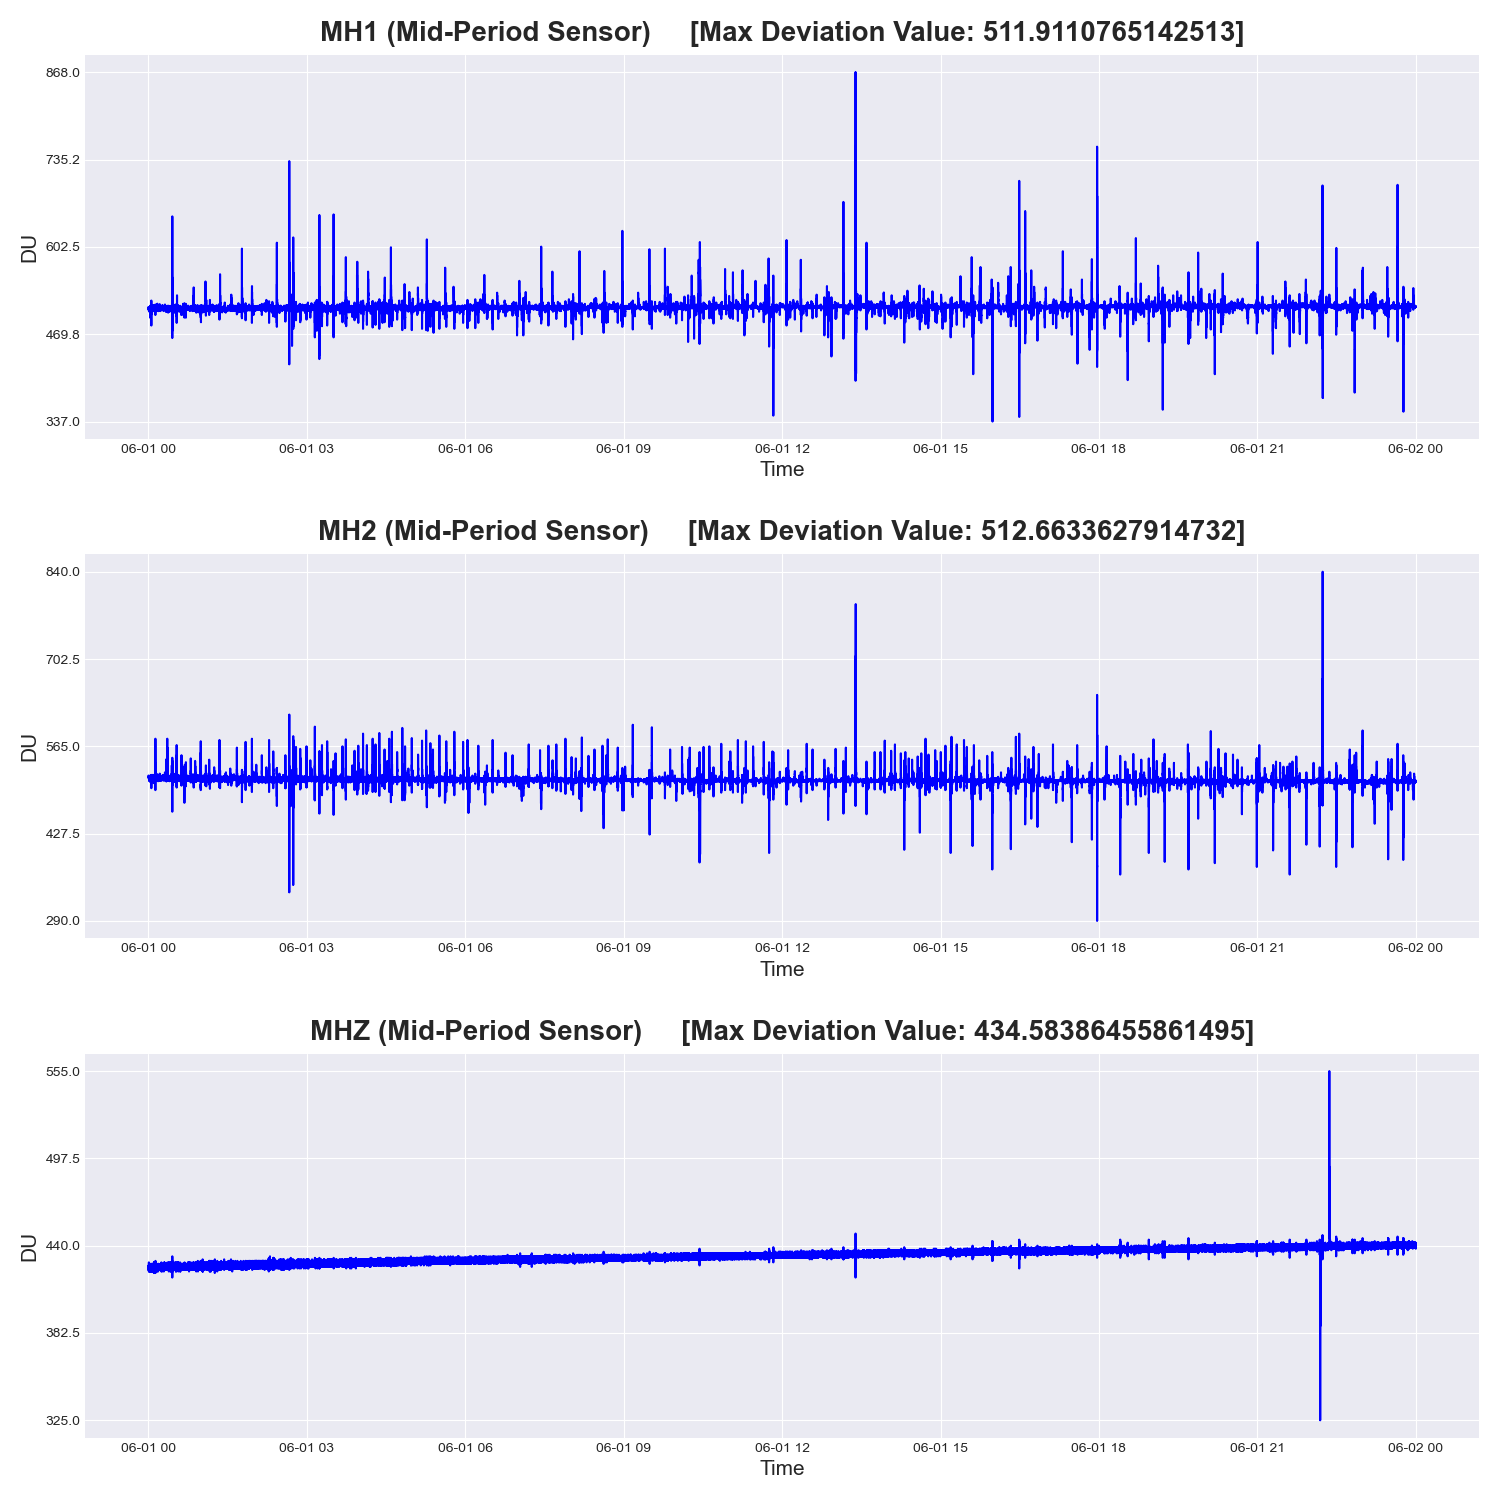 MH1 (Mid-Period Sensor) [Max Deviation Value: 511.9110765142513]
868.0
735.2
602.5
469.8
337.0
DU
06-01 00 06-01 03 06-01 06 06-01 09 06-01 12 06-01 15 06-01 18 06-01 21 06-02 00
Time
MH2 (Mid-Period Sensor) [Max Deviation Value: 512.6633627914732]
840.0
702.5
565.0
427.5
290.0
DU
06-01 00 06-01 03 06-01 06 06-01 09 06-01 12 06-01 15 06-01 18 06-01 21 06-02 00
Time
MHZ (Mid-Period Sensor) [Max Deviation Value: 434.58386455861495]
555.0
497.5
440.0
382.5
325.0
DU
06-01 00 06-01 03 06-01 06 06-01 09 06-01 12 06-01 15 06-01 18 06-01 21 06-02 00
Time